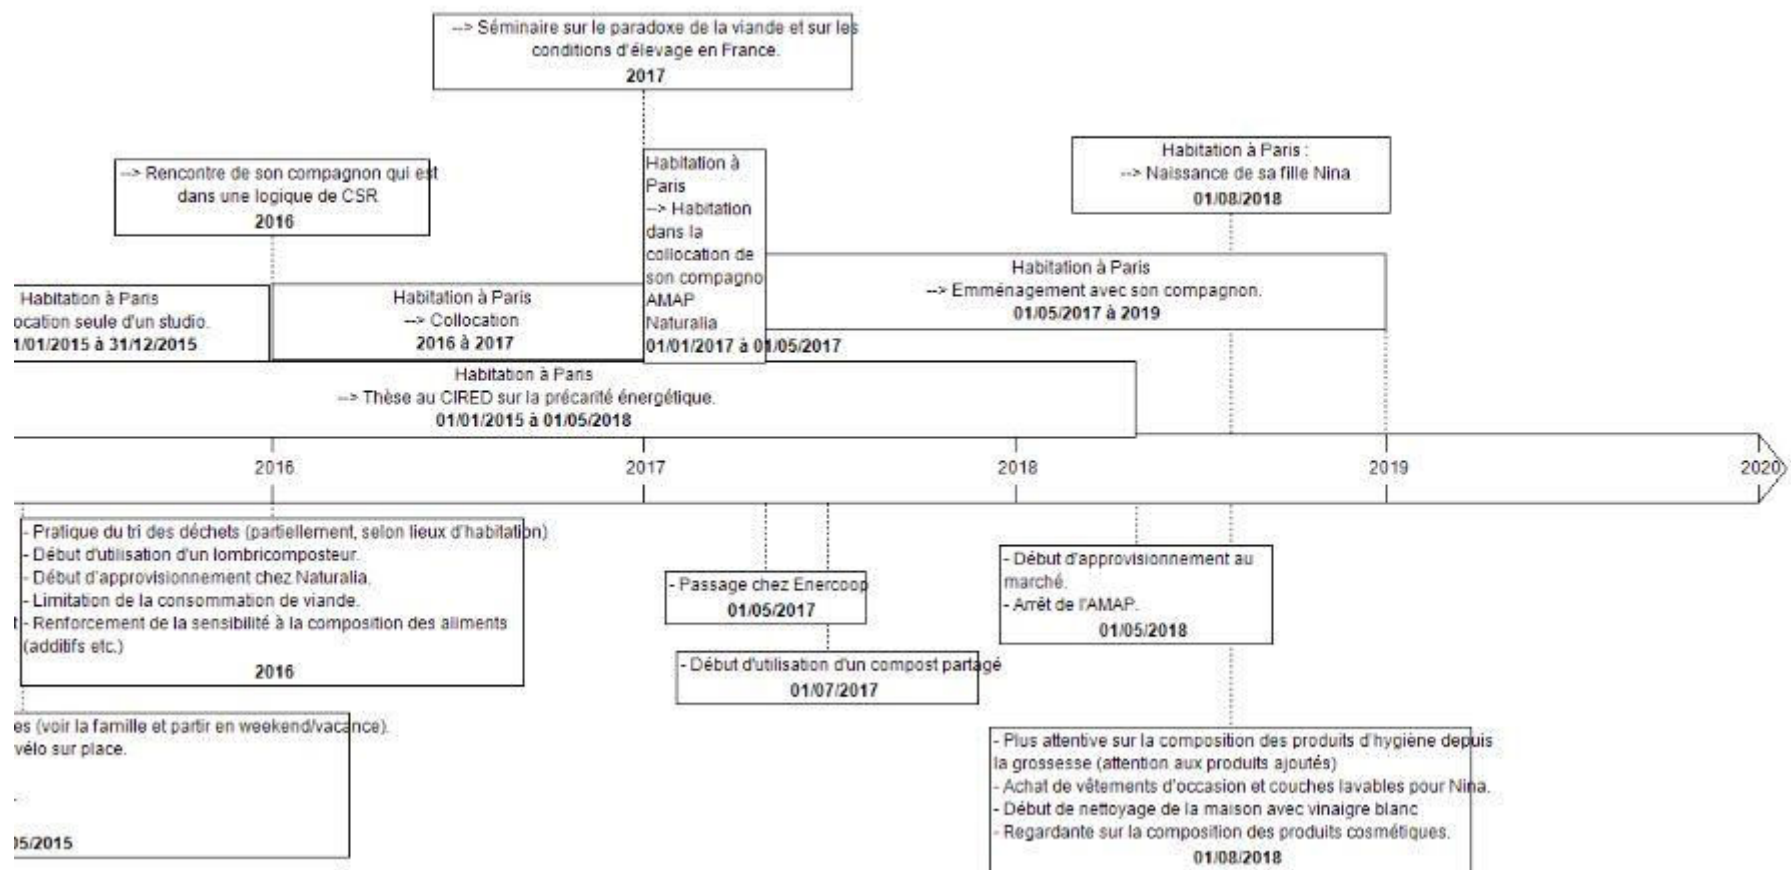 --> Séminaire sur le paradoxe de la viande et sur les
conditions d'élevage en France.
2017
--> Rencontre de son compagnon qui est
dans une logique de CSR
2016
Habitation à
Paris
--> Habitation
dans la
collocation de
son compagno
AMAP
Naturalia
01/01/2017 à 01/05/2017
Habitation à Paris :
--> Naissance de sa fille Nina
01/08/2018
Habitation à Paris
ocation seule d'un studio.
1/01/2015 à 31/12/2015
Habitation à Paris
--> Collocation
2016 à 2017
Habitation à Paris
--> Emménagement avec son compagnon.
01/05/2017 à 2019
Habitation à Paris
--> Thèse au CIRED sur la précarité énergétique.
01/01/2015 à 01/05/2018
2016
2017
2018
2019
2020
- Pratique du tri des déchets (partiellement, selon lieux d'habitation)
- Début d'utilisation d'un lombricomposteur.
- Début d'approvisionnement chez Naturalia.
- Limitation de la consommation de viande.
t - Renforcement de la sensibilité à la composition des aliments
(additifs etc.)
2016
- Passage chez Enercoop
01/05/2017
- Début d'utilisation d'un compost partagé
01/07/2017
- Début d'approvisionnement au
marché.
- Arrêt de l'AMAP.
01/05/2018
es (voir la famille et partir en weekend/vacance).
vélo sur place.
.
05/2015
- Plus attentive sur la composition des produits d'hygiène depuis
la grossesse (attention aux produits ajoutés)
- Achat de vêtements d'occasion et couches lavables pour Nina.
- Début de nettoyage de la maison avec vinaigre blanc
- Regardante sur la composition des produits cosmétiques.
01/08/2018